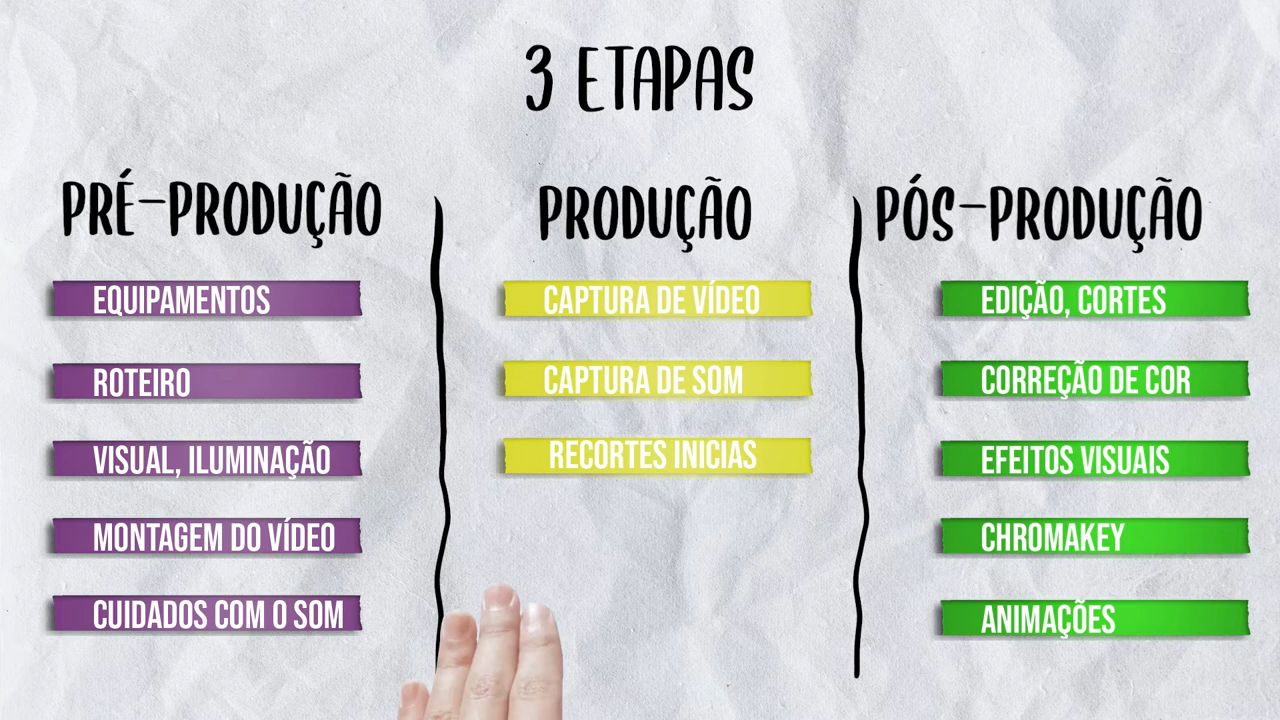 3 ETAPAS
PRÉ-PRODUÇÃO
EQUIPAMENTOS
ROTEIRO
VISUAL, ILUMINAÇÃO
MONTAGEM DO VÍDEO
CUIDADOS COM O SOM
PRODUÇÃO
CAPTURA DE VÍDEO
CAPTURA DE SOM
RECORTES INICIAS
PÓS-PRODUÇÃO
EDIÇÃO, CORTES
CORREÇÃO DE COR
EFEITOS VISUAIS
CHROMAKEY
ANIMAÇÕES